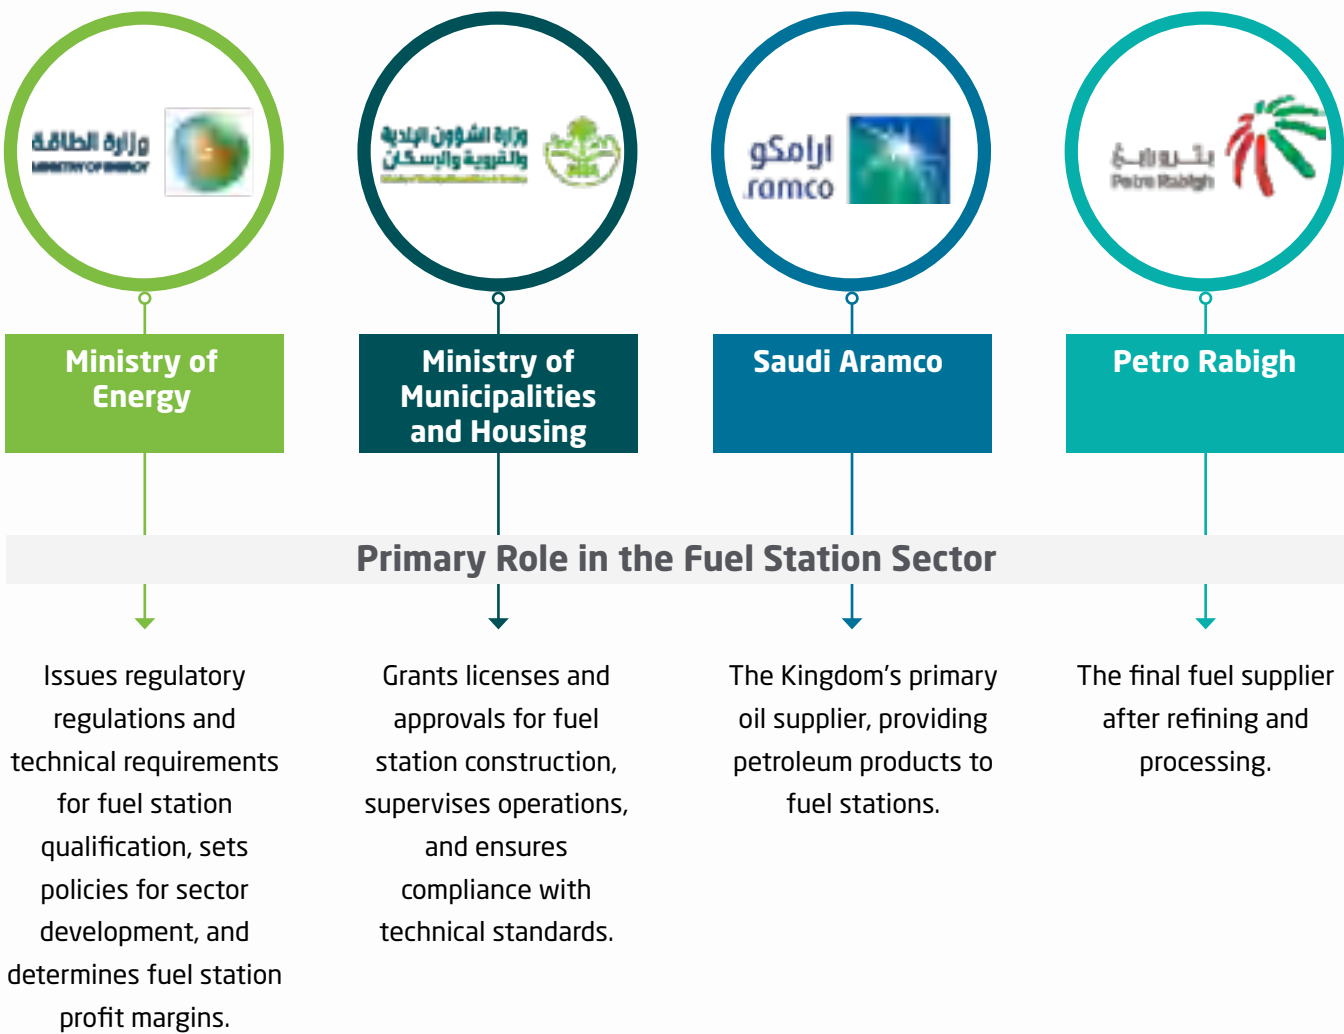 وزارة الطاقة
MINISTRY OF ENERGY
وزارة الشؤون البلدية
والقروية والإسكان
أرامكو
ramco
بترورابغ
Petro Rabigh
Ministry of
Energy
Ministry of
Municipalities
and Housing
Saudi Aramco
Petro Rabigh
Primary Role in the Fuel Station Sector
Issues regulatory
regulations and
technical requirements
for fuel station
qualification, sets
policies for sector
development, and
determines fuel station
profit margins.
Grants licenses and
approvals for fuel
station construction,
supervises operations,
and ensures
compliance with
technical standards.
The Kingdom's primary
oil supplier, providing
petroleum products to
fuel stations.
The final fuel supplier
after refining and
processing.